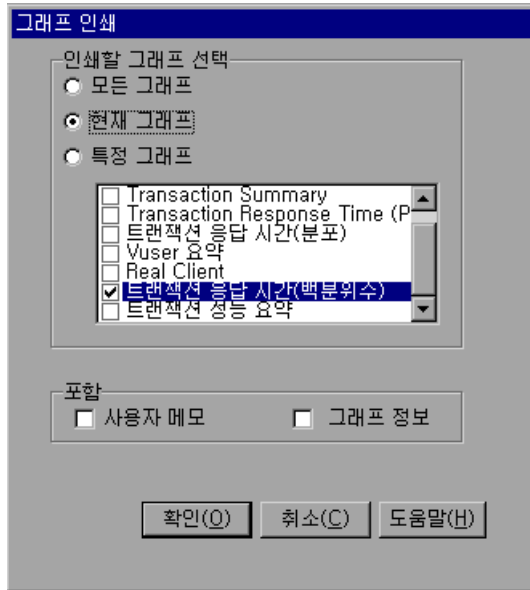 그래프 인쇄
인쇄할 그래프 선택
모든 그래프
현재 그래프
특정 그래프
Transaction Summary
Transaction Response Time (P
트랜잭션 응답 시간(분포)
Vuser 요약
Real Client
트랜잭션 응답 시간(백분위수)
트랜잭션 성능 요약
포함
사용자 메모 그래프 정보
확인(O) 취소(C) 도움말(H)